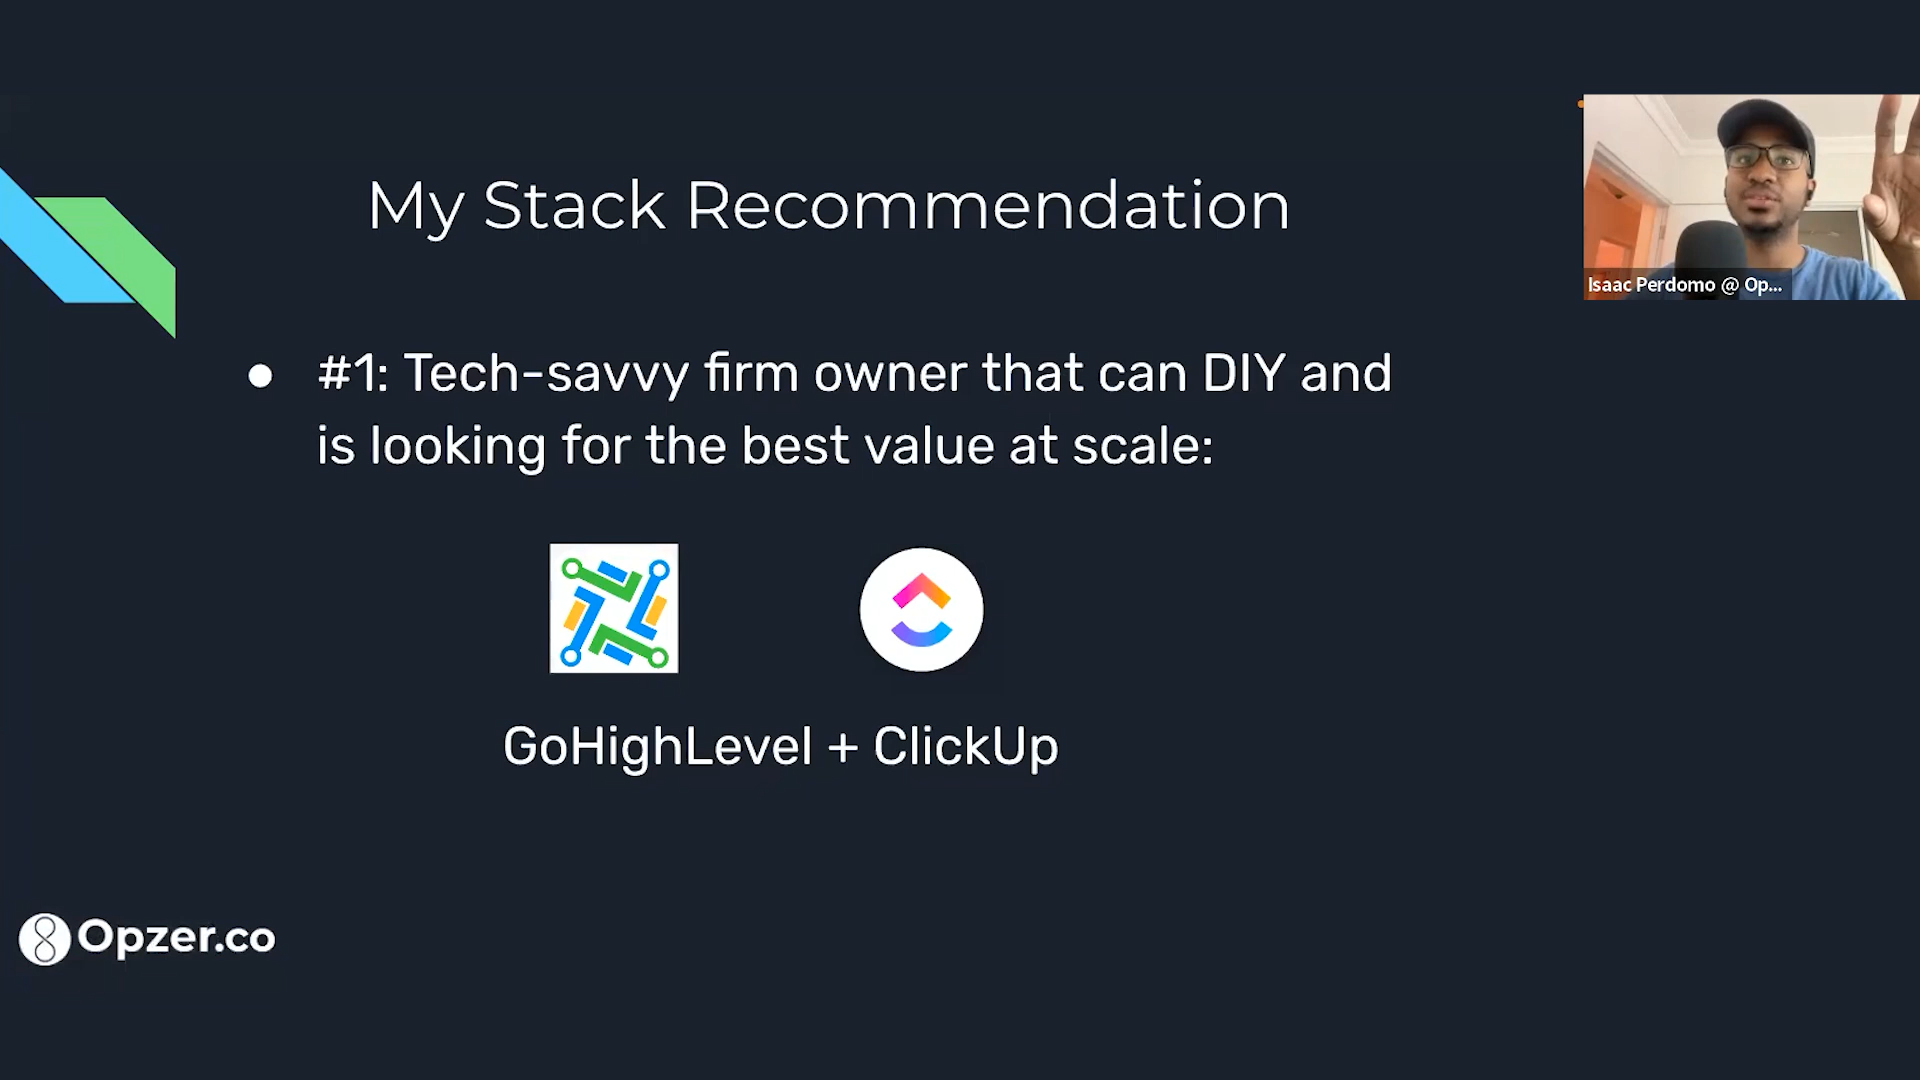 My Stack Recommendation
Isaac Perdomo @ Op...
● #1: Tech-savvy firm owner that can DIY and
is looking for the best value at scale:
GoHighLevel + ClickUp
Opzer.co